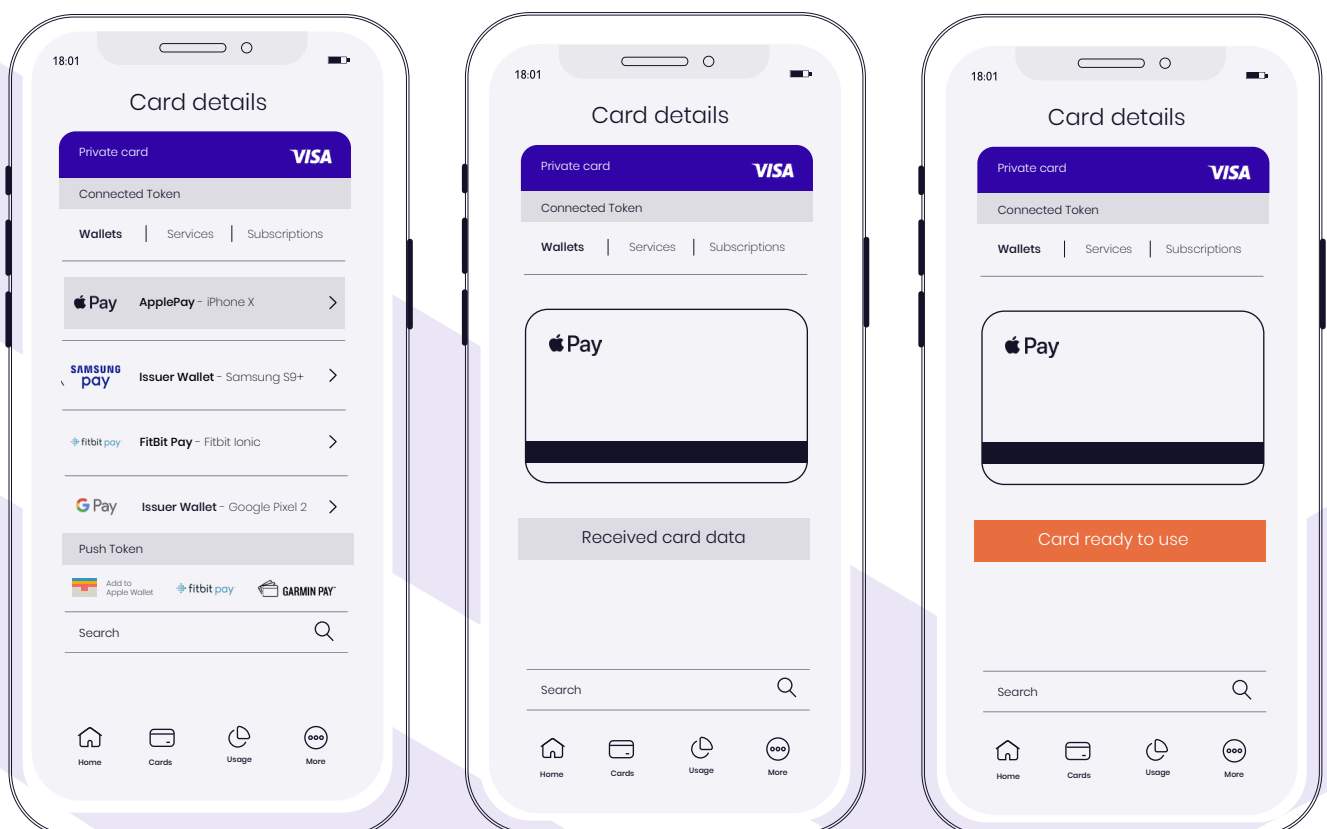 18:01
Card details
Private card VISA
Connected Token
Wallets | Services | Subscriptions
Pay ApplePay - iPhone X
SAMSUNG
pay
Issuer Wallet - Samsung S9+
fitbit pay FitBit Pay - Fitbit Ionic
G Pay Issuer Wallet - Google Pixel 2
Push Token
Add to
Apple Wallet
fitbit pay
GARMIN PAY™
Search
Home Cards Usage More
18:01
Card details
Private card VISA
Connected Token
Wallets | Services | Subscriptions
Pay
Received card data
Search
Home Cards Usage More
18:01
Card details
Private card VISA
Connected Token
Wallets | Services | Subscriptions
Pay
Card ready to use
Search
Home Cards Usage More